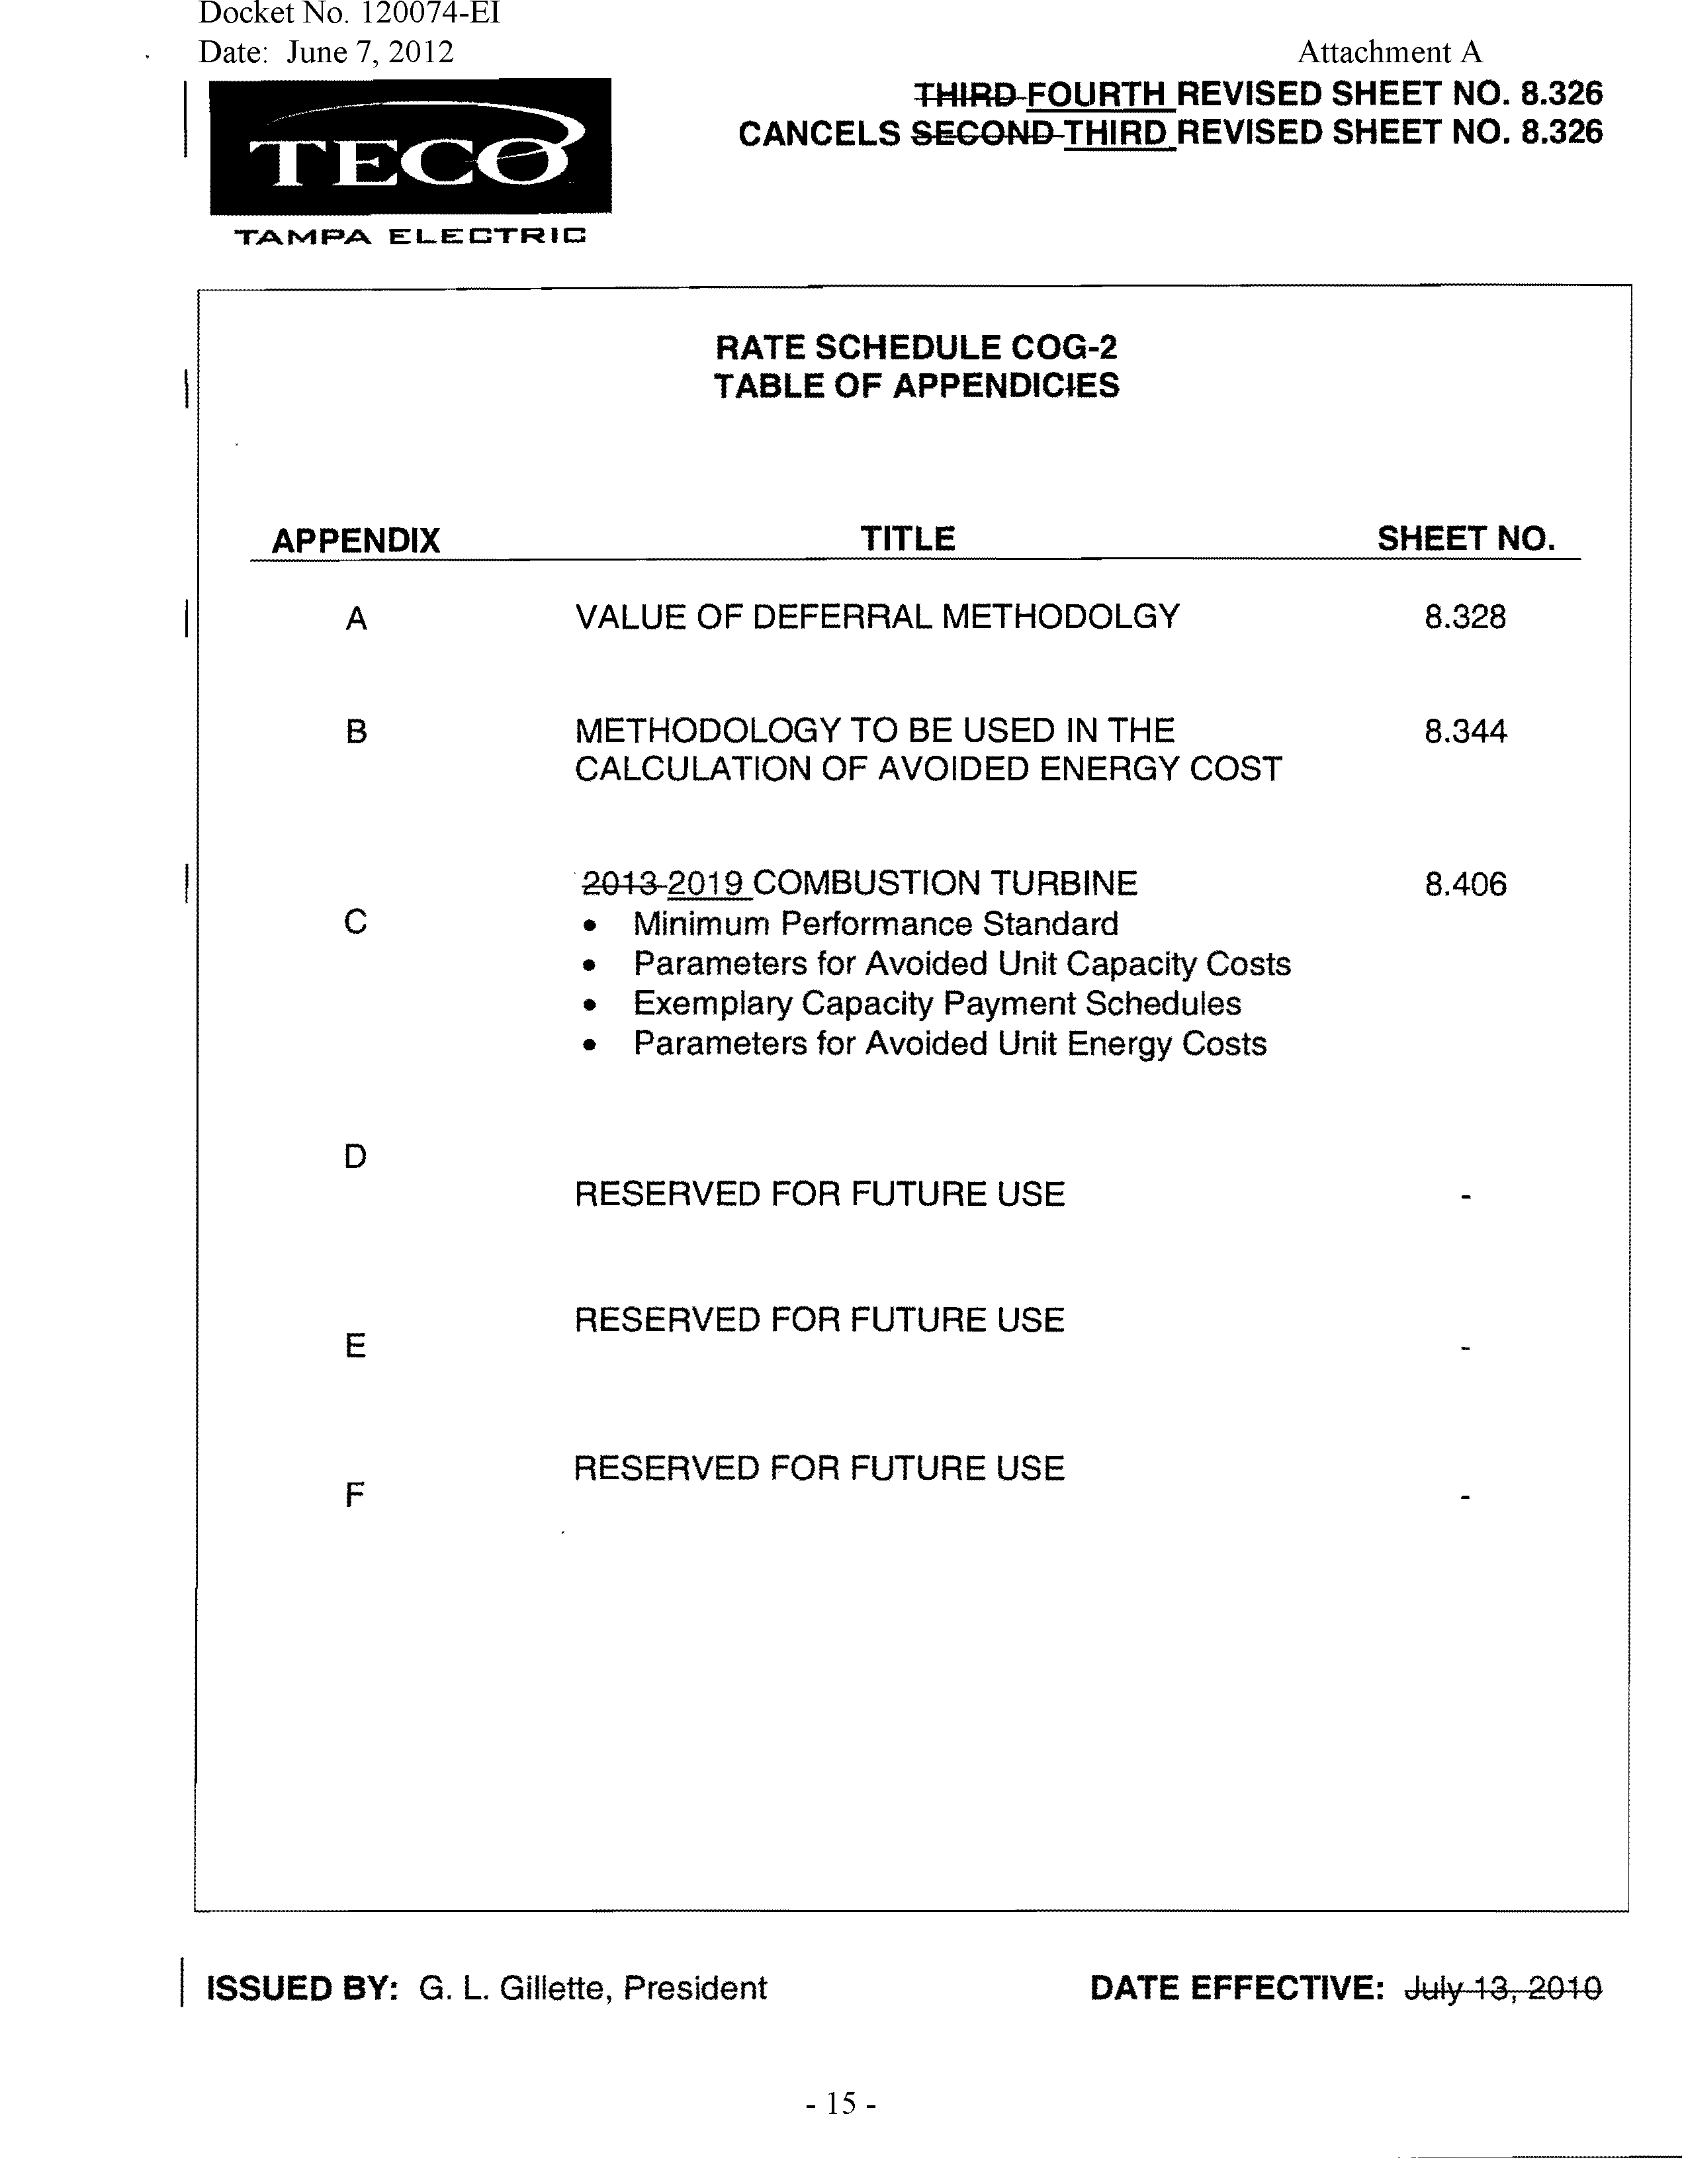 Docket No. 120074-EI
Date: June 7, 2012
Attachment A
THIRD FOURTH REVISED SHEET NO. 8.326
CANCELS SECOND THIRD REVISED SHEET NO. 8.326
TECO
TAMPA ELECTRIC
RATE SCHEDULE COG-2
TABLE OF APPENDICIES
APPENDIX TITLE SHEET NO.
A VALUE OF DEFERRAL METHODOLGY 8.328
B METHODOLOGY TO BE USED IN THE 8.344
CALCULATION OF AVOIDED ENERGY COST
2013 2019 COMBUSTION TURBINE 8.406
C • Minimum Performance Standard
• Parameters for Avoided Unit Capacity Costs
• Exemplary Capacity Payment Schedules
• Parameters for Avoided Unit Energy Costs
D
RESERVED FOR FUTURE USE -
RESERVED FOR FUTURE USE
E -
RESERVED FOR FUTURE USE
F -
ISSUED BY: G. L. Gillette, President DATE EFFECTIVE: July 13, 2010
- 15 -